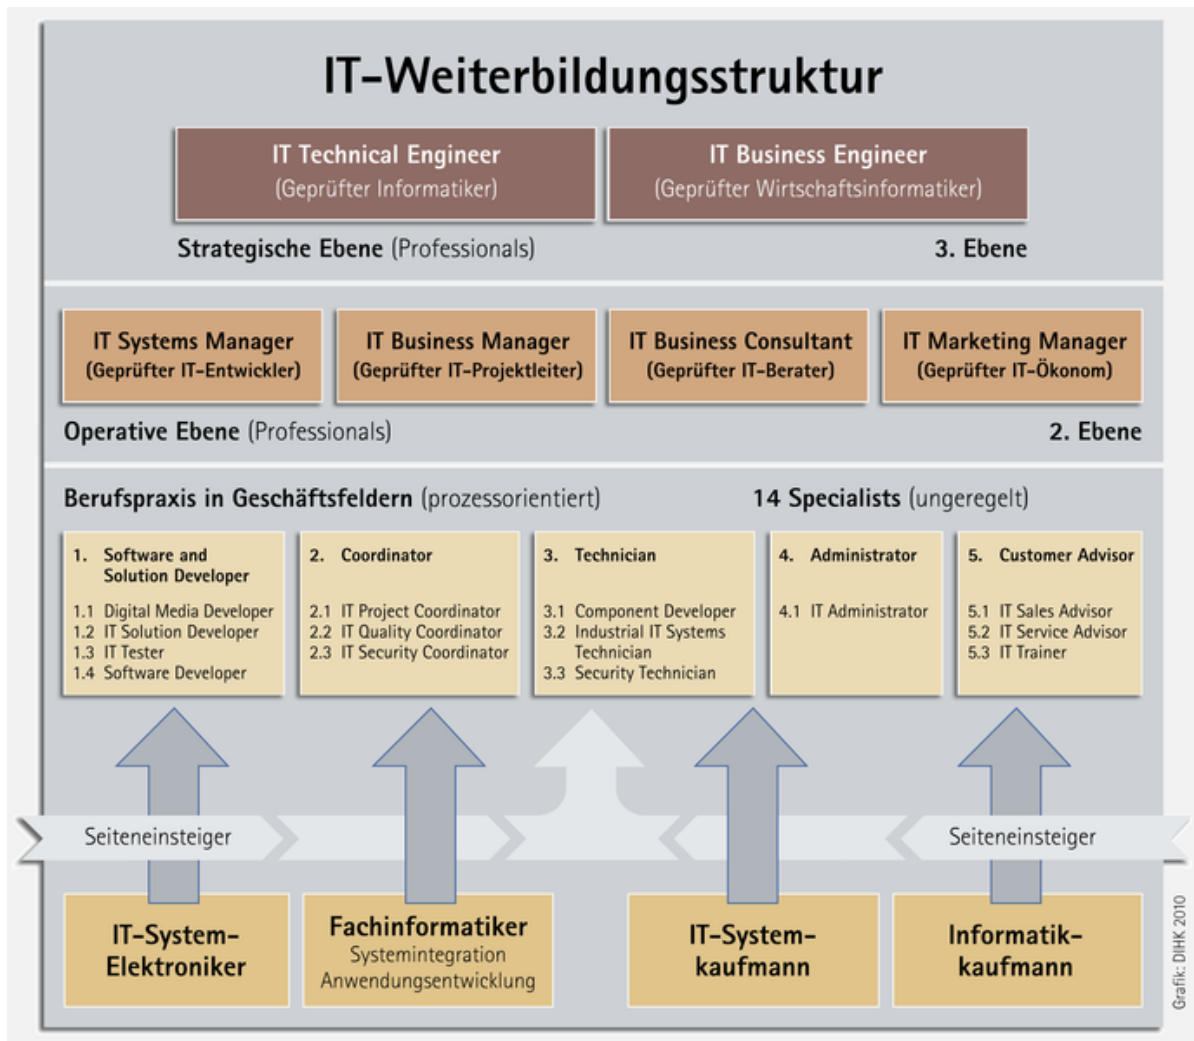 IT-Weiterbildungsstruktur
IT Technical Engineer
(Geprüfter Informatiker)
IT Business Engineer
(Geprüfter Wirtschaftsinformatiker)
Strategische Ebene (Professionals)
3. Ebene
IT Systems Manager
(Geprüfter IT-Entwickler)
IT Business Manager
(Geprüfter IT-Projektleiter)
IT Business Consultant
(Geprüfter IT-Berater)
IT Marketing Manager
(Geprüfter IT-Ökonom)
Operative Ebene (Professionals)
2. Ebene
Berufspraxis in Geschäftsfeldern (prozessorientiert)
14 Specialists (ungeregelt)
1. Software and
Solution Developer
1.1 Digital Media Developer
1.2 IT Solution Developer
1.3 IT Tester
1.4 Software Developer
2. Coordinator
2.1 IT Project Coordinator
2.2 IT Quality Coordinator
2.3 IT Security Coordinator
3. Technician
3.1 Component Developer
3.2 Industrial IT Systems
Technician
3.3 Security Technician
4. Administrator
4.1 IT Administrator
5. Customer Advisor
5.1 IT Sales Advisor
5.2 IT Service Advisor
5.3 IT Trainer
Seiteneinsteiger
Seiteneinsteiger
IT-System-
Elektroniker
Fachinformatiker
Systemintegration
Anwendungsentwicklung
IT-System-
kaufmann
Informatik-
kaufmann
Grafik: DIHK 2010